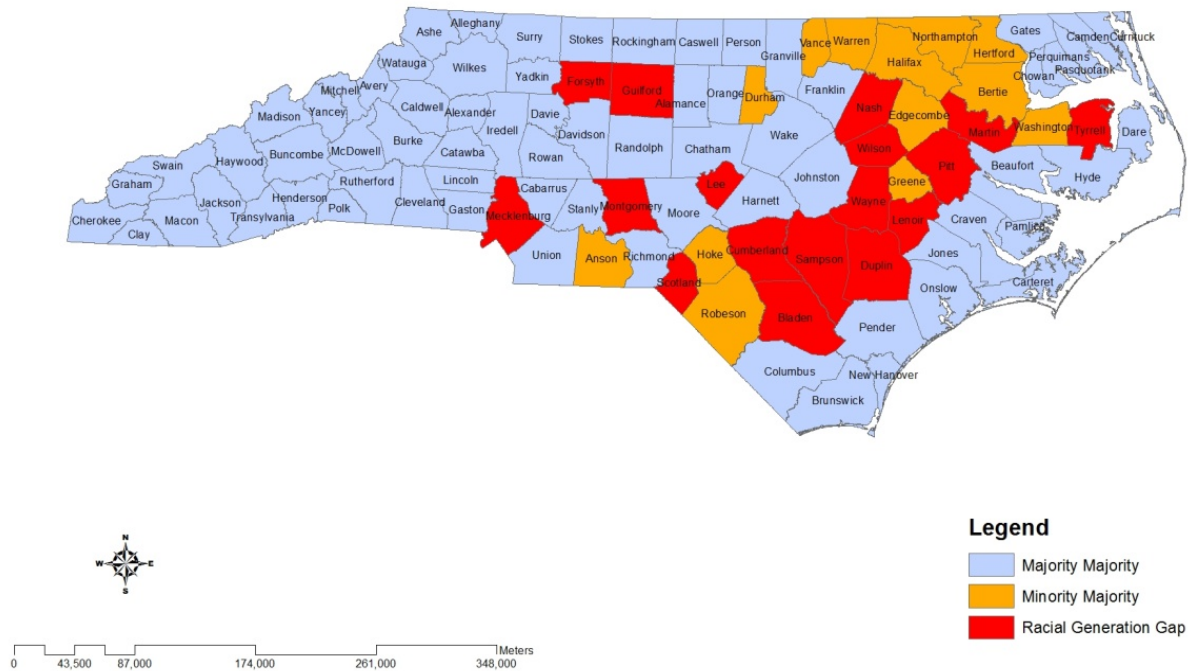 Alleghany
Ashe
Surry
Stokes
Rockingham
Caswell
Person
Granville
Vance
Warren
Northampton
Gates
Camden
Currituck
Hertford
Perquimans
Pasquotank
Chowan
Halifax
Bertie
Watauga
Wilkes
Yadkin
Forsyth
Guilford
Alamance
Orange
Durham
Franklin
Nash
Edgecombe
Martin
Washington
Tyrrell
Dare
Mitchell
Avery
Yancey
Madison
Caldwell
Alexander
Davie
Iredell
Davidson
Randolph
Chatham
Wake
Wilson
Pitt
Beaufort
Hyde
Swain
Haywood
Buncombe
McDowell
Burke
Catawba
Rowan
Johnston
Greene
Graham
Jackson
Henderson
Rutherford
Lincoln
Cabarrus
Lee
Harnett
Wayne
Lenoir
Craven
Pamlico
Cherokee
Clay
Macon
Transylvania
Polk
Cleveland
Gaston
Mecklenburg
Stanly
Montgomery
Moore
Jones
Carteret
Union
Anson
Richmond
Hoke
Cumberland
Sampson
Duplin
Onslow
Scotland
Robeson
Bladen
Pender
Columbus
New Hanover
Brunswick
N
W
E
S
Legend
Majority Majority
Minority Majority
Racial Generation Gap
Meters
0 43,500 87,000 174,000 261,000 348,000